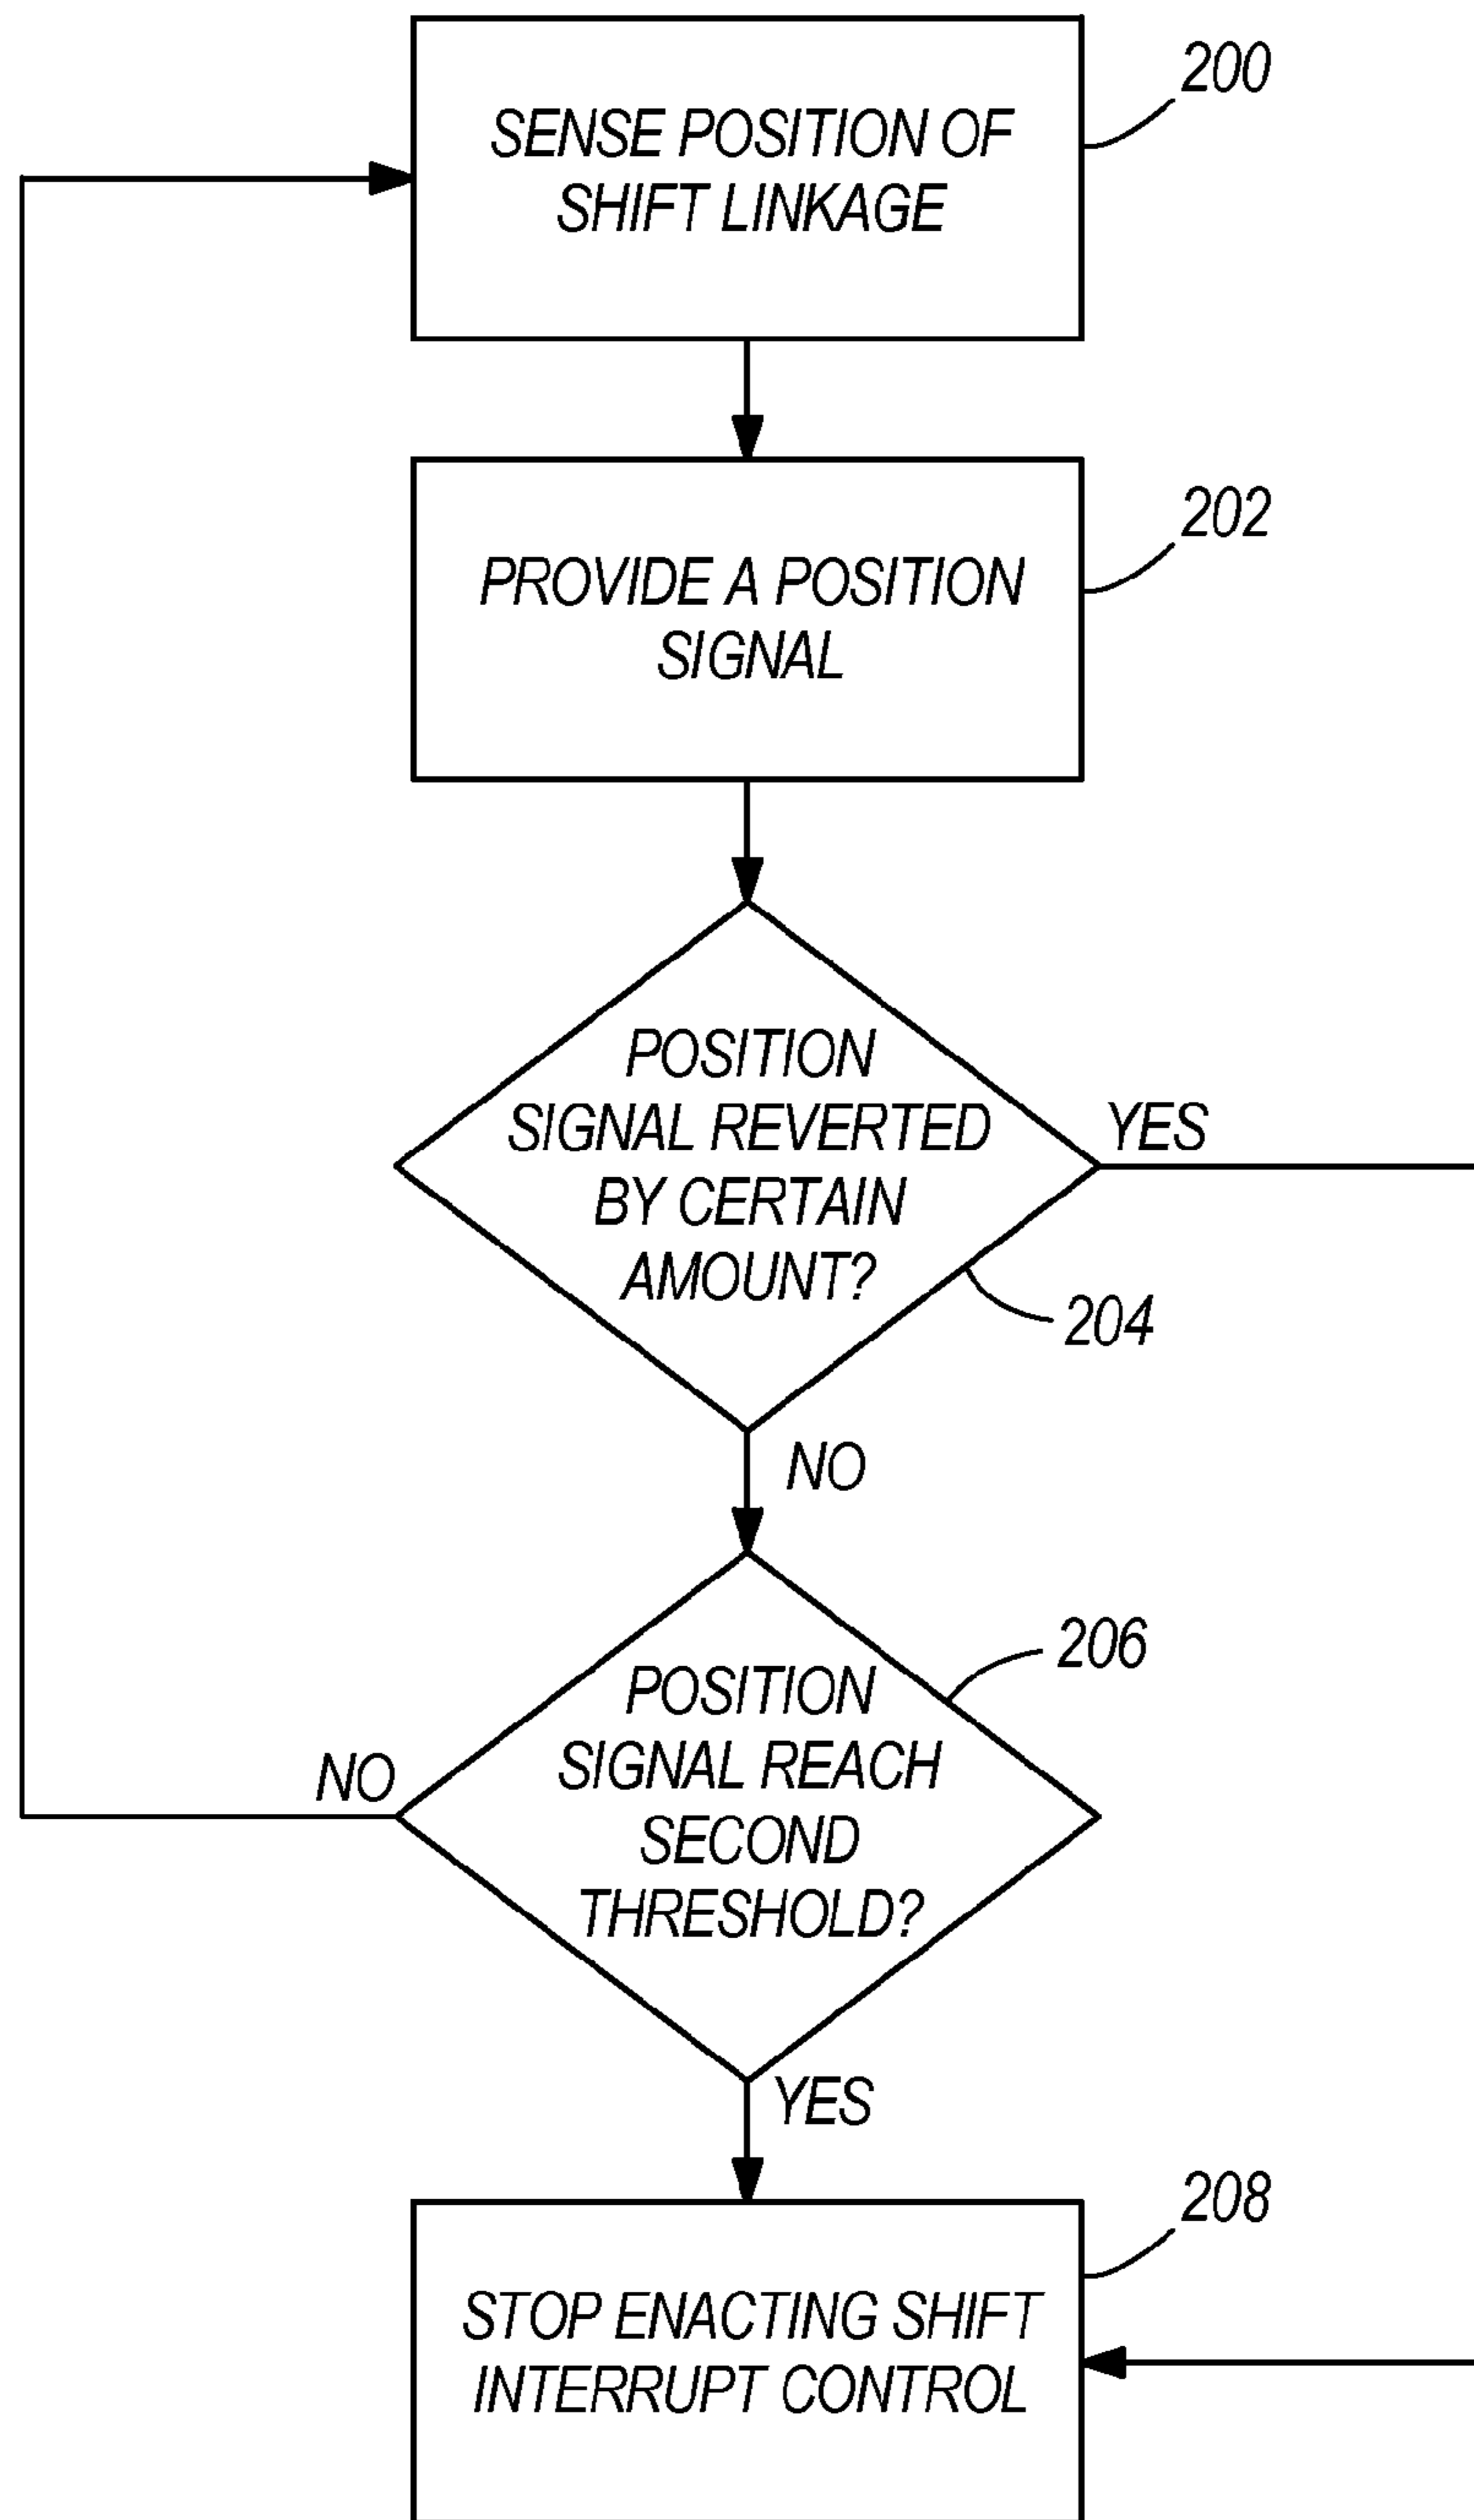 200
SENSE POSITION OF
SHIFT LINKAGE
202
PROVIDE A POSITION
SIGNAL
POSITION
SIGNAL REVERTED
BY CERTAIN
AMOUNT?
YES
204
NO
206
POSITION
SIGNAL REACH
SECOND
THRESHOLD?
NO
YES
208
STOP ENACTING SHIFT
INTERRUPT CONTROL